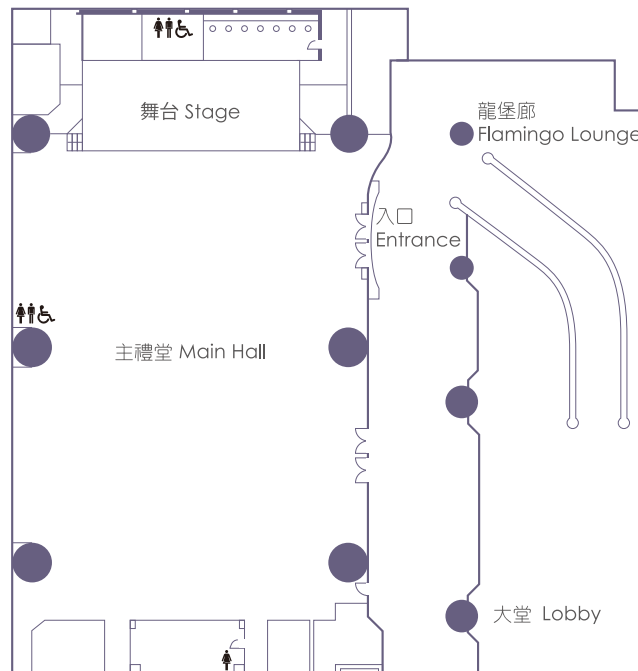 舞台 Stage
龍堡廊
Flamingo Lounge
入口
Entrance
主禮堂 Main Hall
大堂 Lobby